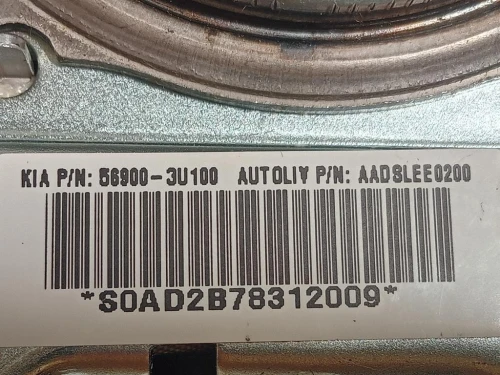 KIA P/N: 56900-3U100 AUTOLIV P/N: AADSLEE0200
*S0AD2B78312009*